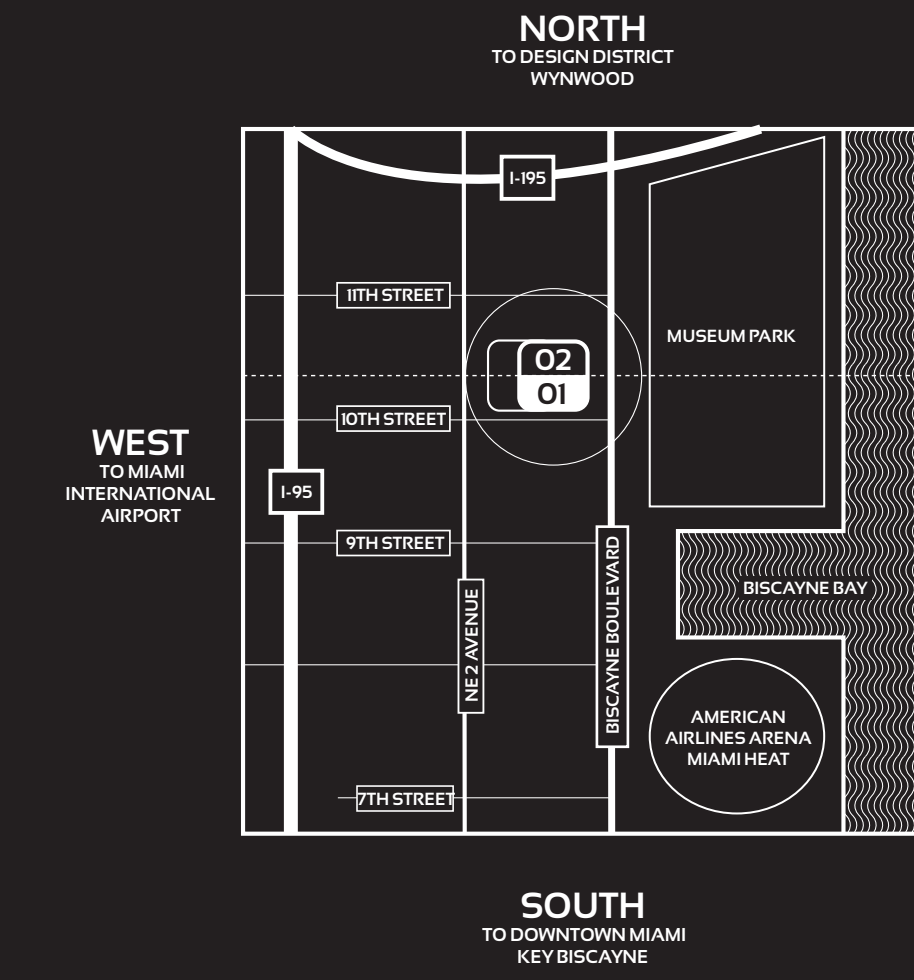 NORTH
TO DESIGN DISTRICT
WYNWOOD
I-195
11TH STREET
MUSEUM PARK
02
01
10TH STREET
WEST
TO MIAMI
INTERNATIONAL
AIRPORT
I-95
9TH STREET
BISCAYNE BOULEVARD
BISCAYNE BAY
NE 2 AVENUE
AMERICAN
AIRLINES ARENA
MIAMI HEAT
7TH STREET
SOUTH
TO DOWNTOWN MIAMI
KEY BISCAYNE